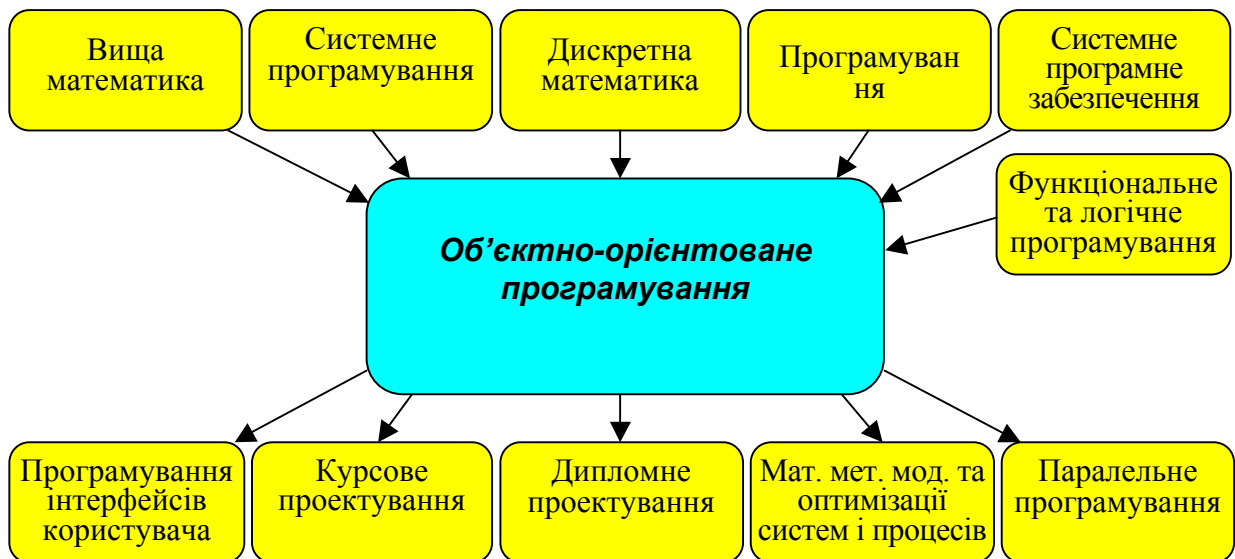 Вища
математика
Системне
програмування
Дискретна
математика
Програмуван
ня
Системне
програмне
забезпечення
Функціональне
та логічне
програмування
Об’єктно-орієнтоване
програмування
Програмування
інтерфейсів
користувача
Курсове
проектування
Дипломне
проектування
Мат. мет. мод. та
оптимізації
систем і процесів
Паралельне
програмування